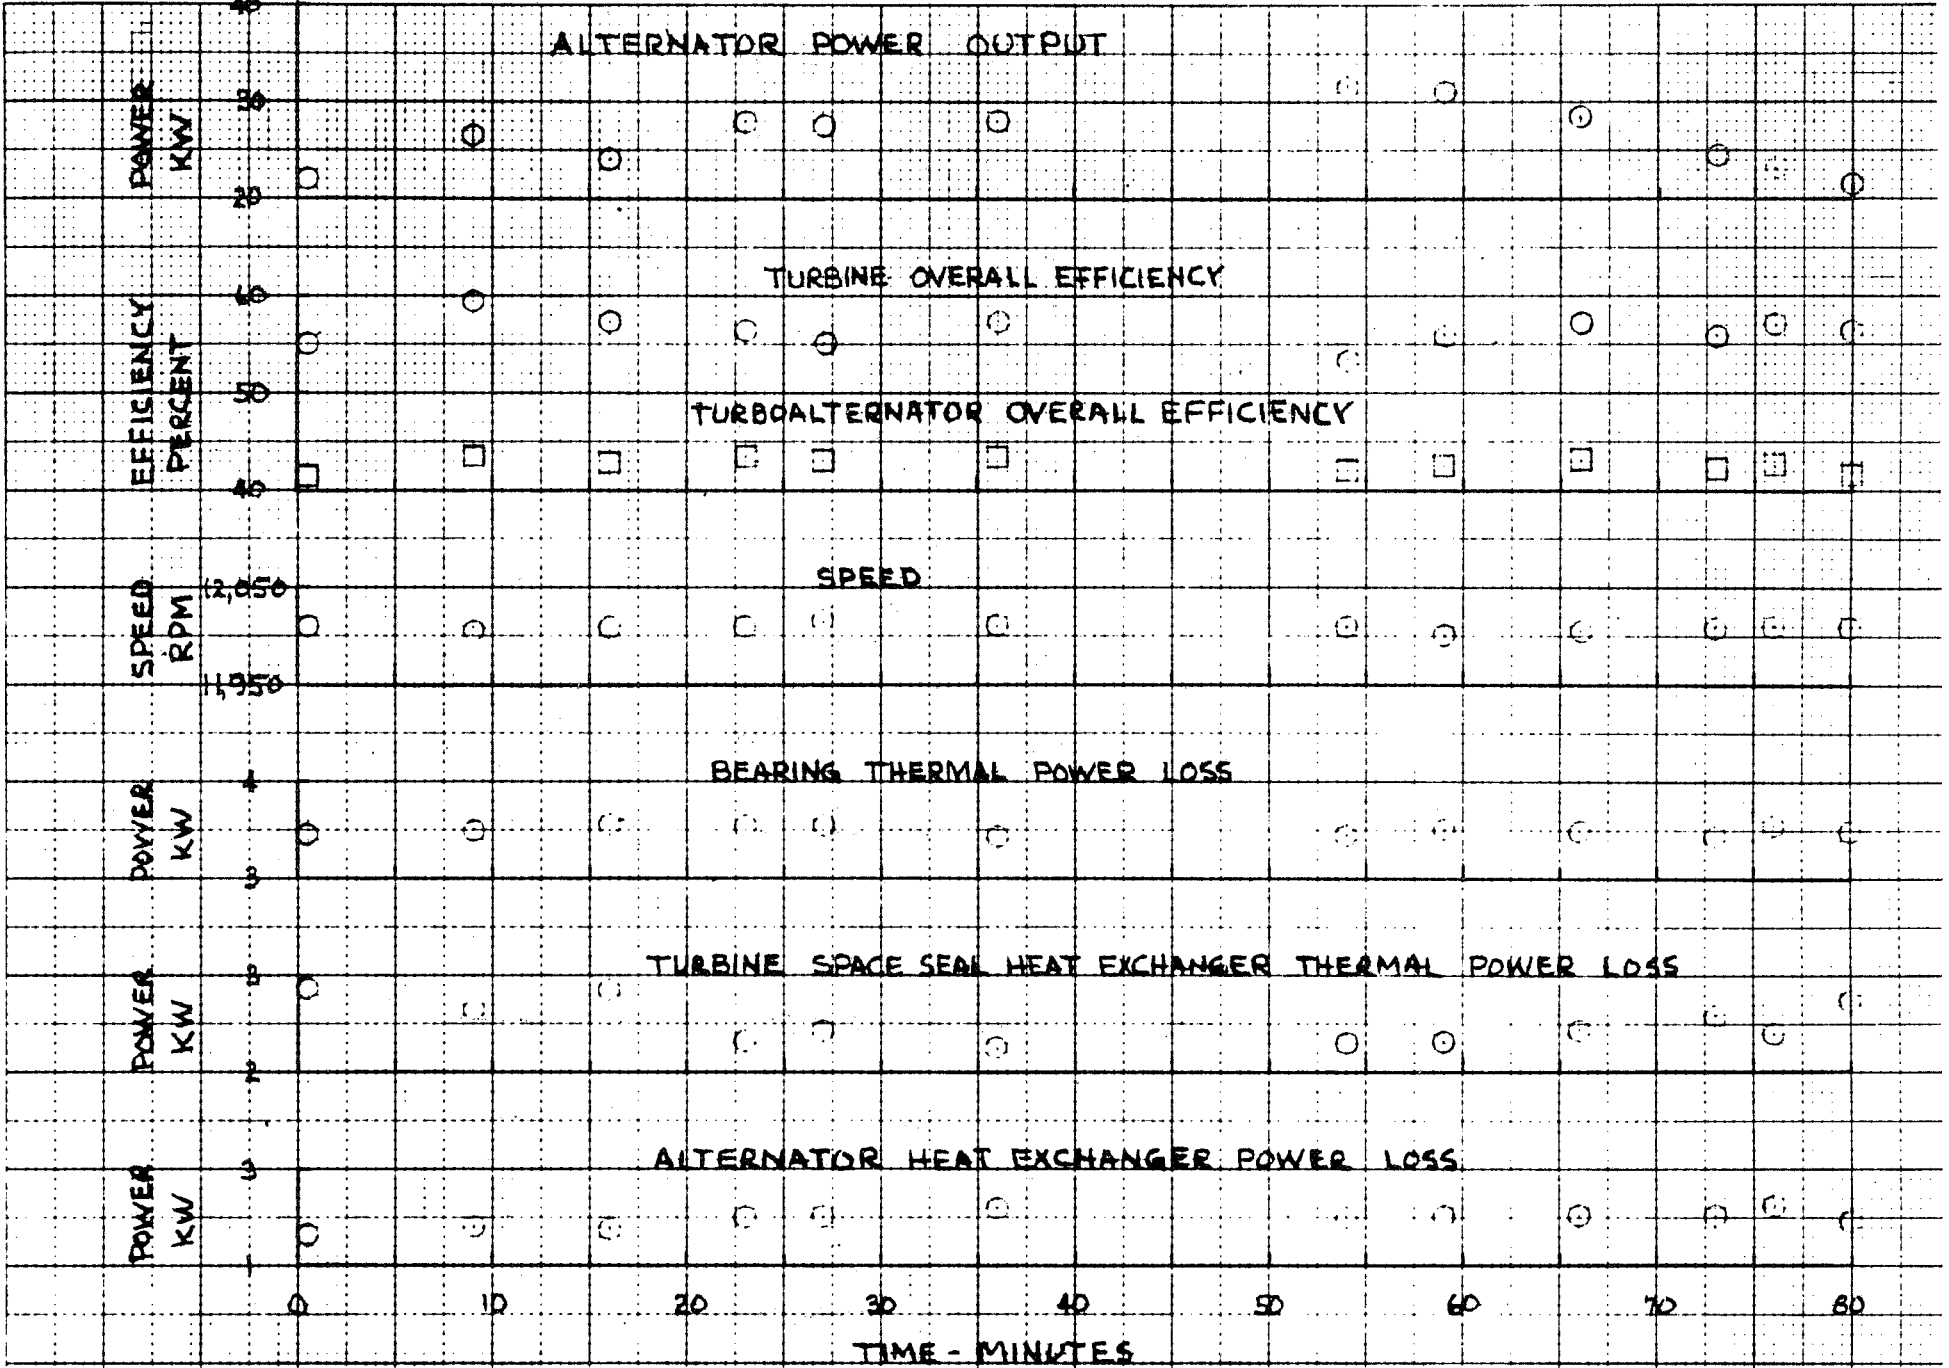 40
ALTERNATOR POWER OUTPUT
POWER
KW
30
20
TURBINE OVERALL EFFICIENCY
EFFICIENCY
PERCENT
60
50
TURBOALTERNATOR OVERALL EFFICIENCY
40
SPEED
SPEED
RPM
12,050
11,950
BEARING THERMAL POWER LOSS
POWER
KW
4
3
TURBINE SPACE SEAL HEAT EXCHANGER THERMAL POWER LOSS
POWER
KW
3
2
ALTERNATOR HEAT EXCHANGER POWER LOSS
POWER
KW
3
1
0 10 20 30 40 50 60 70 80
TIME - MINUTES